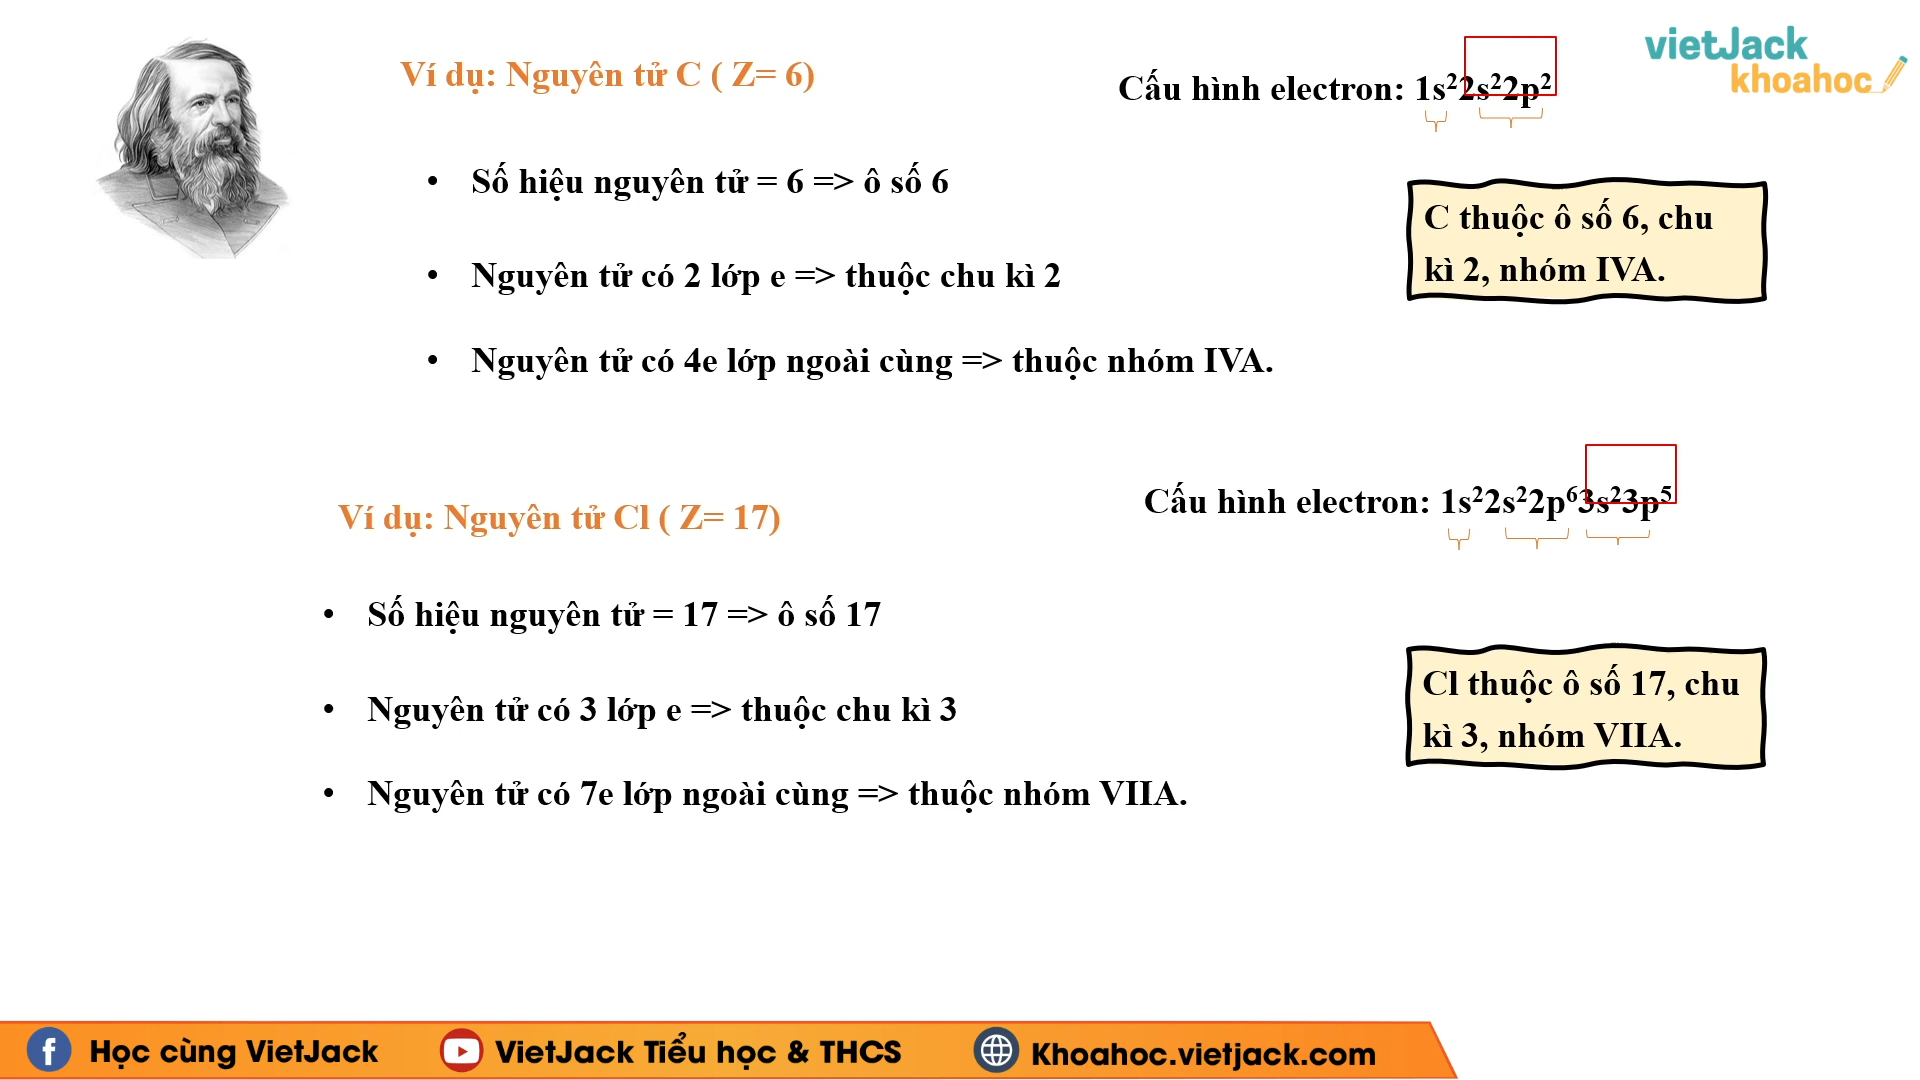 vietJack
khoahoc
Ví dụ: Nguyên tử C ( Z= 6)
Cấu hình electron: 1s²2s²2p²
• Số hiệu nguyên tử = 6 => ô số 6
• Nguyên tử có 2 lớp e => thuộc chu kì 2
• Nguyên tử có 4e lớp ngoài cùng => thuộc nhóm IVA.
C thuộc ô số 6, chu
kì 2, nhóm IVA.
Ví dụ: Nguyên tử Cl ( Z= 17)
Cấu hình electron: 1s²2s²2p⁶3s²3p⁵
• Số hiệu nguyên tử = 17 => ô số 17
• Nguyên tử có 3 lớp e => thuộc chu kì 3
• Nguyên tử có 7e lớp ngoài cùng => thuộc nhóm VIIA.
Cl thuộc ô số 17, chu
kì 3, nhóm VIIA.
Học cùng VietJack
VietJack Tiểu học & THCS
Khoahoc.vietjack.com